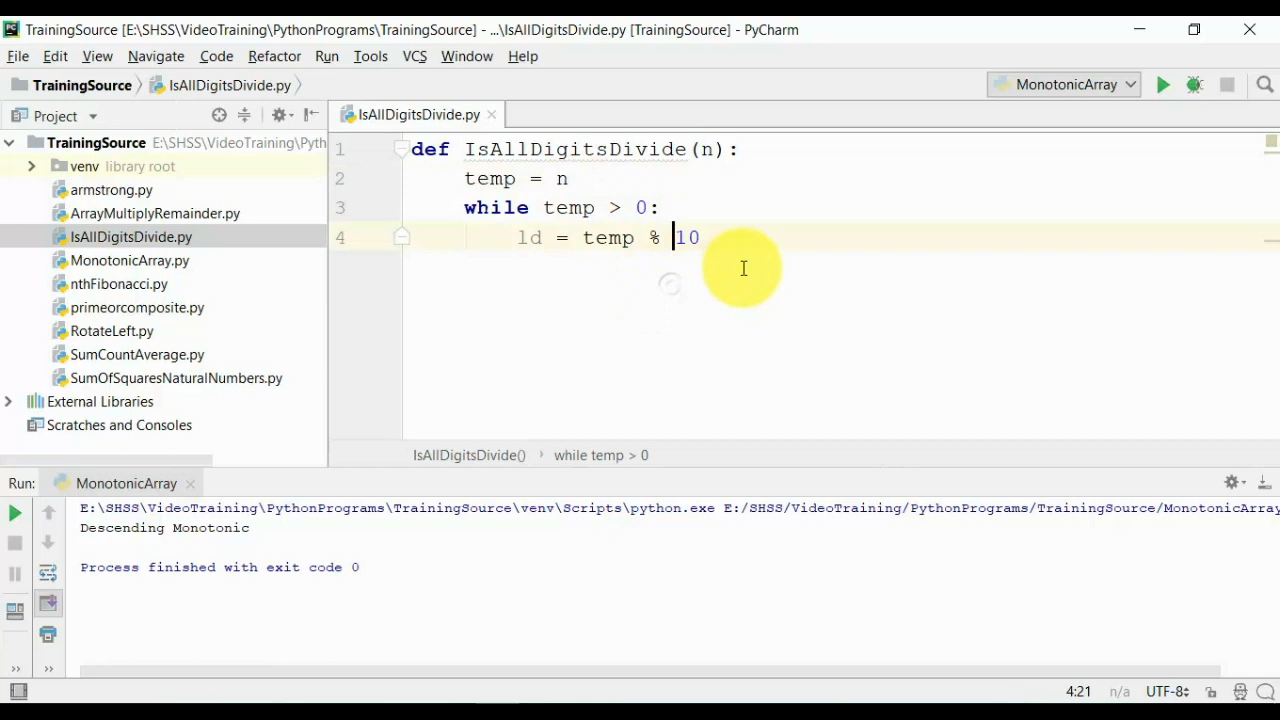 TrainingSource [E:\SHSS\VideoTraining\PythonPrograms\TrainingSource] - ...\IsAllDigitsDivide.py [TrainingSource] - PyCharm
File Edit View Navigate Code Refactor Run Tools VCS Window Help
TrainingSource IsAllDigitsDivide.py MonotonicArray
Project IsAllDigitsDivide.py
TrainingSource E:\SHSS\VideoTraining\Pyth
venv library root
armstrong.py
ArrayMultiplyRemainder.py
IsAllDigitsDivide.py
MonotonicArray.py
nthFibonacci.py
primeorcomposite.py
RotateLeft.py
SumCountAverage.py
SumOfSquaresNaturalNumbers.py
External Libraries
Scratches and Consoles
1 def IsAllDigitsDivide(n):
2 temp = n
3 while temp > 0:
4 ld = temp % 10
IsAllDigitsDivide() › while temp > 0
Run: MonotonicArray
E:\SHSS\VideoTraining\PythonPrograms\TrainingSource\venv\Scripts\python.exe E:/SHSS/VideoTraining/PythonPrograms/TrainingSource/MonotonicArray
Descending Monotonic
Process finished with exit code 0
4:21 n/a UTF-8